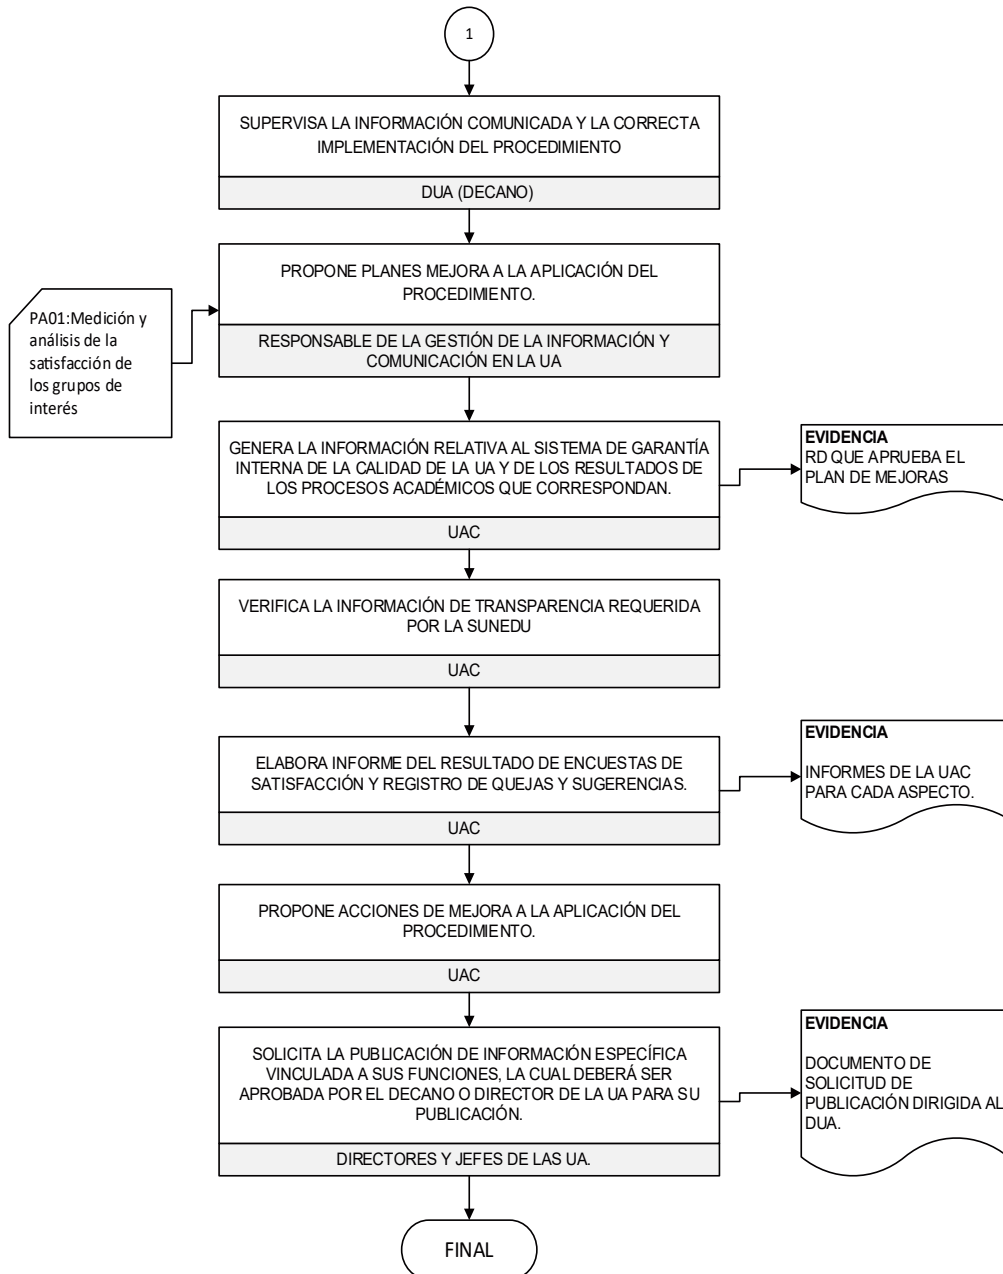 1
SUPERVISA LA INFORMACIÓN COMUNICADA Y LA CORRECTA
IMPLEMENTACIÓN DEL PROCEDIMIENTO
DUA (DECANO)
PROPONE PLANES MEJORA A LA APLICACIÓN DEL
PROCEDIMIENTO.
RESPONSABLE DE LA GESTIÓN DE LA INFORMACIÓN Y
COMUNICACIÓN EN LA UA
PA01:Medición y
análisis de la
satisfacción de
los grupos de
interés
GENERA LA INFORMACIÓN RELATIVA AL SISTEMA DE GARANTÍA
INTERNA DE LA CALIDAD DE LA UA Y DE LOS RESULTADOS DE
LOS PROCESOS ACADÉMICOS QUE CORRESPONDAN.
UAC
EVIDENCIA
RD QUE APRUEBA EL
PLAN DE MEJORAS
VERIFICA LA INFORMACIÓN DE TRANSPARENCIA REQUERIDA
POR LA SUNEDU
UAC
ELABORA INFORME DEL RESULTADO DE ENCUESTAS DE
SATISFACCIÓN Y REGISTRO DE QUEJAS Y SUGERENCIAS.
UAC
EVIDENCIA
INFORMES DE LA UAC
PARA CADA ASPECTO.
PROPONE ACCIONES DE MEJORA A LA APLICACIÓN DEL
PROCEDIMIENTO.
UAC
SOLICITA LA PUBLICACIÓN DE INFORMACIÓN ESPECÍFICA
VINCULADA A SUS FUNCIONES, LA CUAL DEBERÁ SER
APROBADA POR EL DECANO O DIRECTOR DE LA UA PARA SU
PUBLICACIÓN.
DIRECTORES Y JEFES DE LAS UA.
EVIDENCIA
DOCUMENTO DE
SOLICITUD DE
PUBLICACIÓN DIRIGIDA AL
DUA.
FINAL